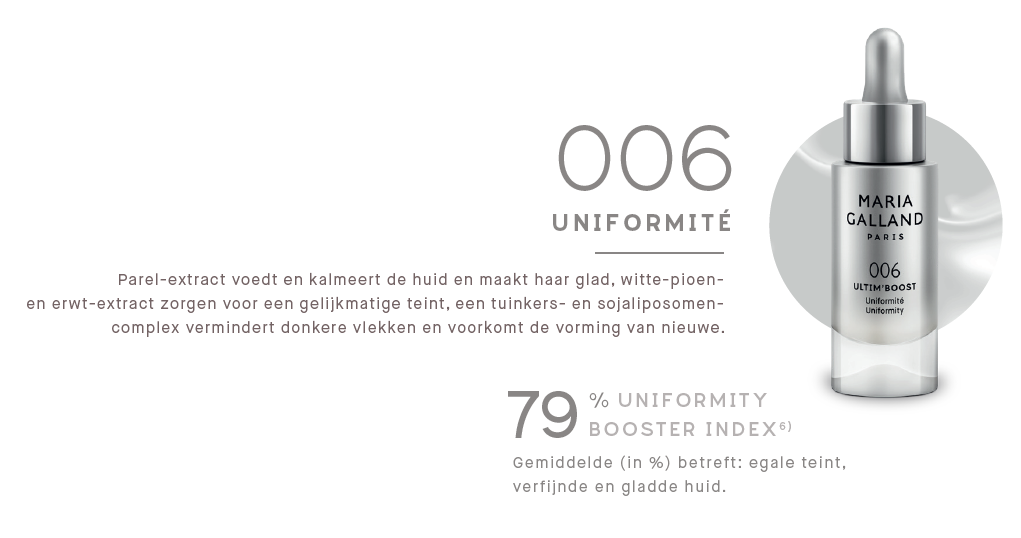 006
UNIFORMITÉ
Parel-extract voedt en kalmeert de huid en maakt haar glad, witte-pioen-
en erwt-extract zorgen voor een gelijkmatige teint, een tuinkers- en sojaliposomen-
complex vermindert donkere vlekken en voorkomt de vorming van nieuwe.
MARIA
GALLAND
PARIS
006
ULTIM'BOOST
Uniformité
Uniformity
79 % UNIFORMITY
BOOSTER INDEX⁶⁾
Gemiddelde (in %) betreft: egale teint,
verfijnde en gladde huid.